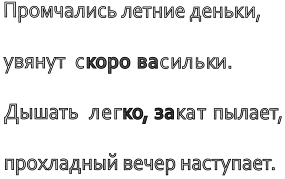 Промчались летние деньки,
увянут скоро васильки.
Дышать легко, закат пылает,
прохладный вечер наступает.